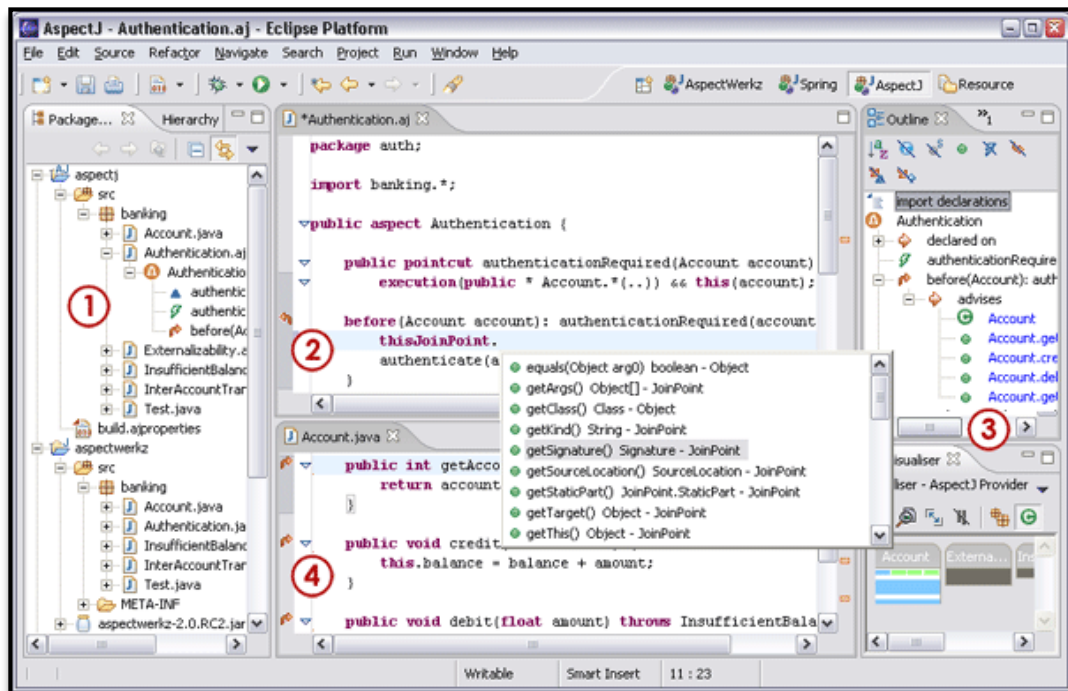 AspectJ - Authentication.aj - Eclipse Platform
File Edit Source Refactor Navigate Search Project Run Window Help
AspectWerkz Spring AspectJ Resource
Package... Hierarchy
aspectj
src
banking
Account.java
Authentication.aj
Authenticatio
authentic
authentic
before(Ac
Externalizability.a
InsufficientBalanc
InterAccountTran
Test.java
build.ajproperties
aspectwerkz
src
banking
Account.java
Authentication.ja
InsufficientBalanc
InterAccountTran
Test.java
META-INF
aspectwerkz-2.0.RC2.jar
1
*Authentication.aj
package auth;
import banking.*;
public aspect Authentication {
public pointcut authenticationRequired(Account account)
execution(public * Account.*(..)) && this(account);
before(Account account): authenticationRequired(account
thisJoinPoint.
authenticate(a
}
2
equals(Object arg0) boolean - Object
getArgs() Object[] - JoinPoint
getClass() Class - Object
getKind() String - JoinPoint
getSignature() Signature - JoinPoint
getSourceLocation() SourceLocation - JoinPoint
getStaticPart() JoinPoint.StaticPart - JoinPoint
getTarget() Object - JoinPoint
getThis() Object - JoinPoint
Account.java
public int getAcco
return account
}
public void credit(
this.balance = balance + amount;
}
public void debit(float amount) throws InsufficientBala
4
Outline 1
import declarations
Authentication
declared on
authenticationRequire
before(Account): auth
advises
Account
Account.get
Account.cre
Account.del
Account.get
3
isualiser
liser - AspectJ Provider
Account Externa... Ins
Writable Smart Insert 11 : 23